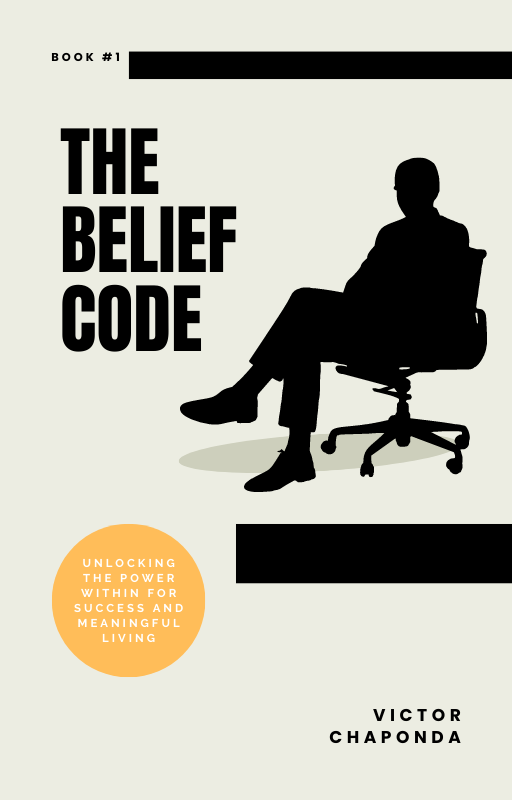 BOOK #1
THE
BELIEF
CODE
UNLOCKING
THE POWER
WITHIN FOR
SUCCESS AND
MEANINGFUL
LIVING
VICTOR
CHAPONDA